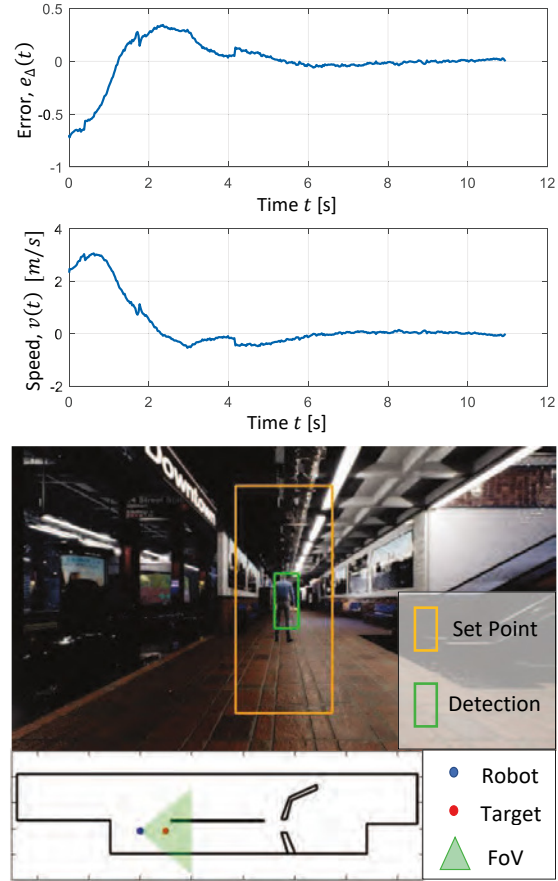 0.5
0
-0.5
-1
Error, e_Δ(t)
0 2 4 6 8 10 12
Time t [s]
4
2
0
-2
Speed, v(t) [m/s]
0 2 4 6 8 10 12
Time t [s]
Downtown
Street
Set Point
Detection
Robot
Target
FoV